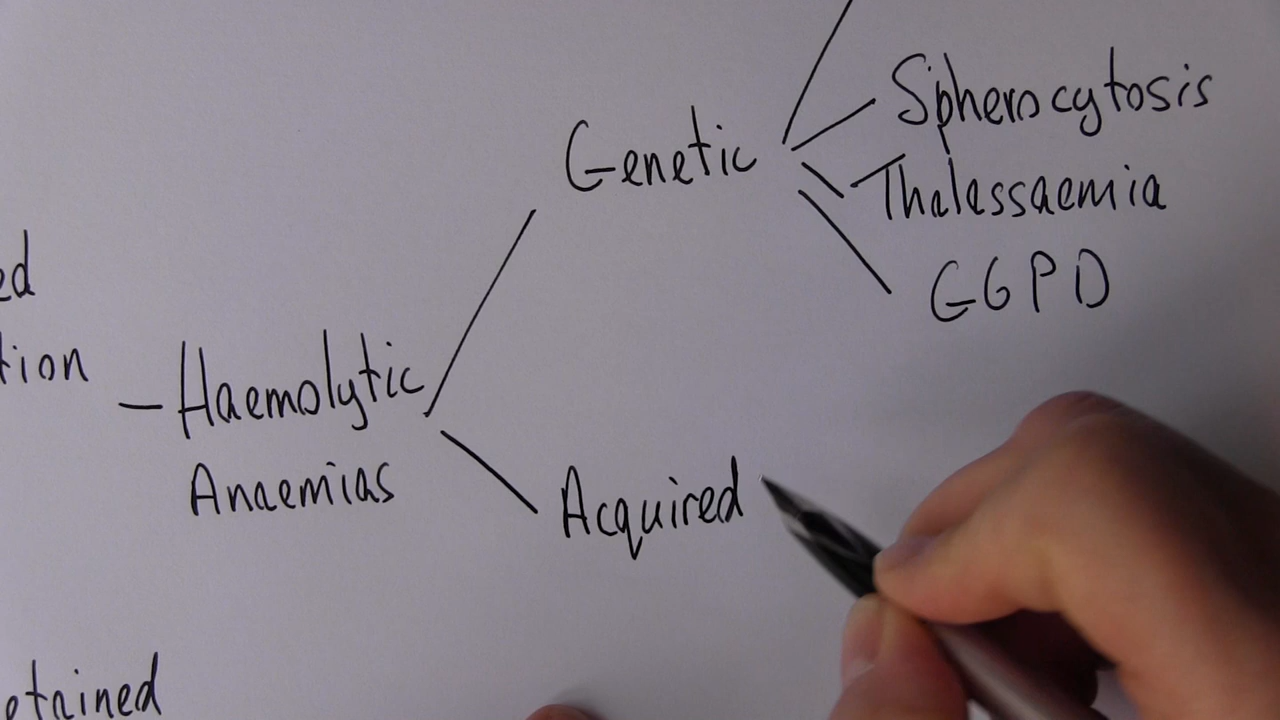 Spherocytosis
Genetic
Thalassaemia
ed
G6PD
tion
— Haemolytic
Anaemias
Acquired
etained